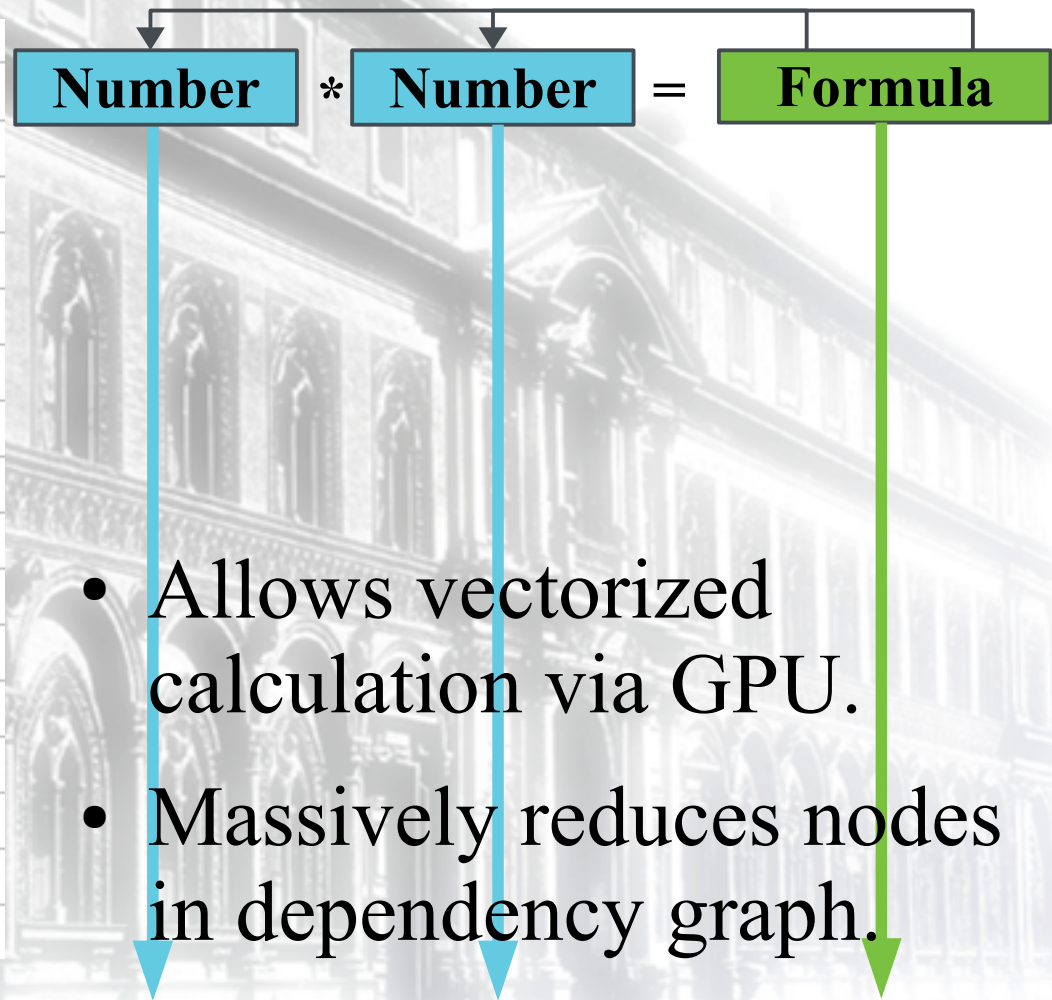 Number * Number = Formula
• Allows vectorized
calculation via GPU.
• Massively reduces nodes
in dependency graph.